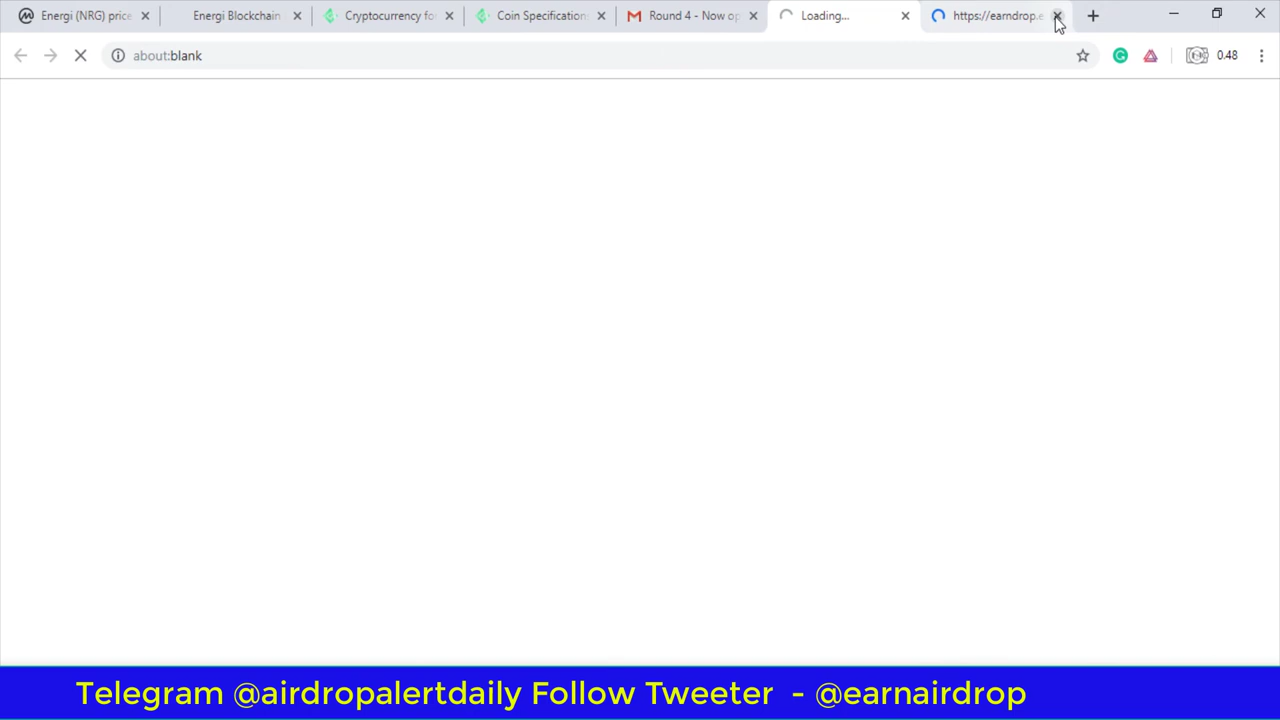 Energi (NRG) price
Energi Blockchain
Cryptocurrency fo
Coin Specifications
Round 4 - Now op
Loading...
https://earndrop.e
about:blank
0.48
Telegram @airdropalertdaily Follow Tweeter - @earnairdrop